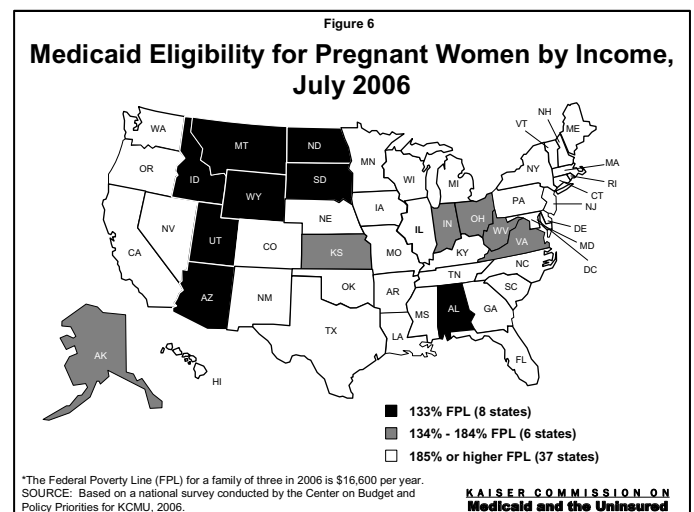 Figure 6
Medicaid Eligibility for Pregnant Women by Income,
July 2006
WA
MT
ND
MN
VT
NH
ME
OR
ID
SD
WI
MI
NY
MA
RI
CT
WY
NE
IA
PA
NJ
NV
UT
CO
KS
MO
IL
IN
OH
WV
VA
DE
MD
DC
CA
AZ
NM
OK
AR
KY
TN
NC
SC
TX
LA
MS
AL
GA
FL
AK
HI
133% FPL (8 states)
134% - 184% FPL (6 states)
185% or higher FPL (37 states)
*The Federal Poverty Line (FPL) for a family of three in 2006 is $16,600 per year.
SOURCE: Based on a national survey conducted by the Center on Budget and
Policy Priorities for KCMU, 2006.
KAISER COMMISSION ON
Medicaid and the Uninsured